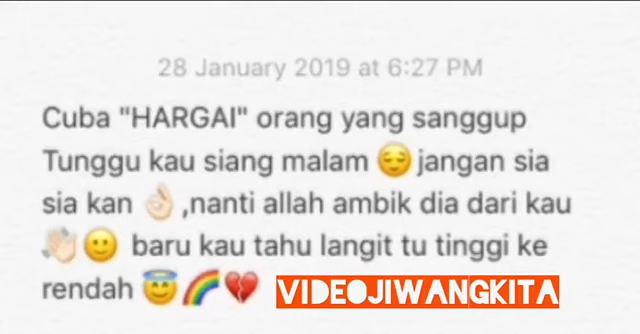 28 January 2019 at 6:27 PM
Cuba "HARGAI" orang yang sanggup
Tunggu kau siang malam 😌 jangan sia
sia kan 👌🏻 ,nanti allah ambik dia dari kau
👏🏻🙂 baru kau tahu langit tu tinggi ke
rendah 😇🌈💔 VIDEOJIWANGKITA